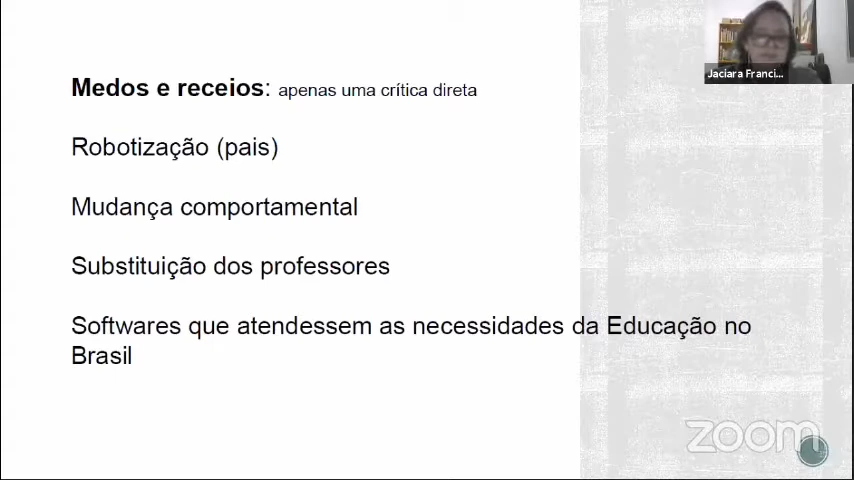 Jaciara Franci...
Medos e receios: apenas uma crítica direta
Robotização (pais)
Mudança comportamental
Substituição dos professores
Softwares que atendessem as necessidades da Educação no
Brasil
zoom